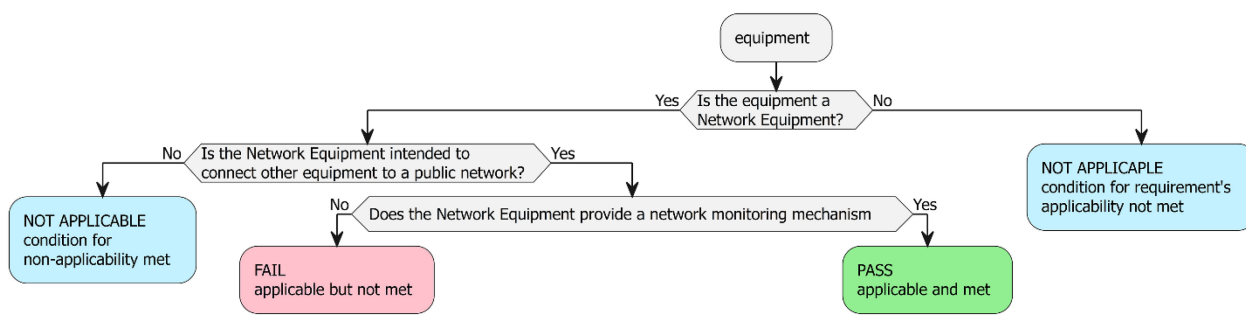 equipment
Yes
Is the equipment a
Network Equipment?
No
No
Is the Network Equipment intended to
connect other equipment to a public network?
Yes
NOT APPLICAPLE
condition for requirement's
applicability not met
NOT APPLICABLE
condition for
non-applicability met
No
Does the Network Equipment provide a network monitoring mechanism
Yes
FAIL
applicable but not met
PASS
applicable and met